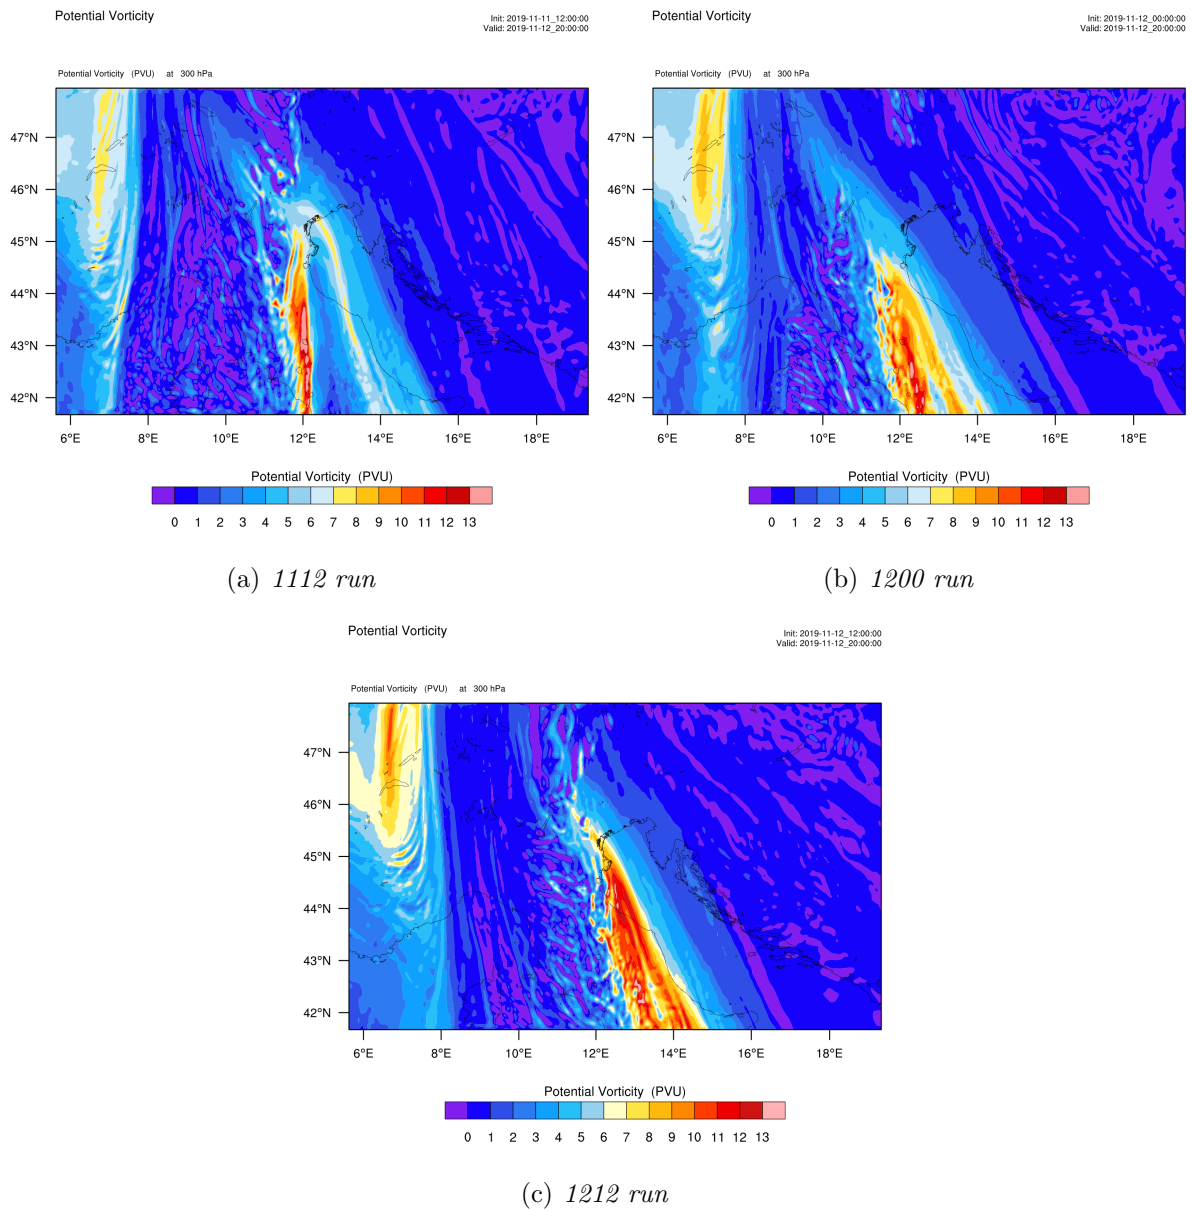 Potential Vorticity
Init: 2019-11-11_12:00:00
Valid: 2019-11-12_20:00:00
Potential Vorticity (PVU) at 300 hPa
47°N
46°N
45°N
44°N
43°N
42°N
6°E 8°E 10°E 12°E 14°E 16°E 18°E
Potential Vorticity (PVU)
0 1 2 3 4 5 6 7 8 9 10 11 12 13
(a) 1112 run
Potential Vorticity
Init: 2019-11-12_00:00:00
Valid: 2019-11-12_20:00:00
Potential Vorticity (PVU) at 300 hPa
47°N
46°N
45°N
44°N
43°N
42°N
6°E 8°E 10°E 12°E 14°E 16°E 18°E
Potential Vorticity (PVU)
0 1 2 3 4 5 6 7 8 9 10 11 12 13
(b) 1200 run
Potential Vorticity
Init: 2019-11-12_12:00:00
Valid: 2019-11-12_20:00:00
Potential Vorticity (PVU) at 300 hPa
47°N
46°N
45°N
44°N
43°N
42°N
6°E 8°E 10°E 12°E 14°E 16°E 18°E
Potential Vorticity (PVU)
0 1 2 3 4 5 6 7 8 9 10 11 12 13
(c) 1212 run